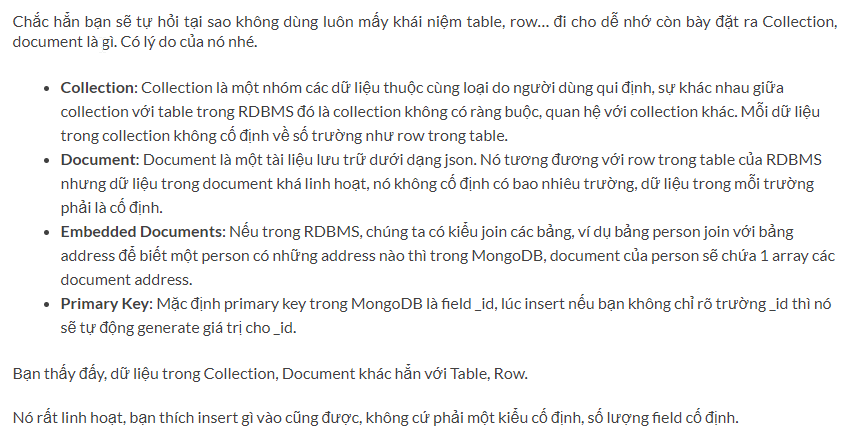 Chắc hẳn bạn sẽ tự hỏi tại sao không dùng luôn mấy khái niệm table, row… đi cho dễ nhớ còn bày đặt ra Collection,
document là gì. Có lý do của nó nhé.
• Collection: Collection là một nhóm các dữ liệu thuộc cùng loại do người dùng qui định, sự khác nhau giữa
collection với table trong RDBMS đó là collection không có ràng buộc, quan hệ với collection khác. Mỗi dữ liệu
trong collection không cố định về số trường như row trong table.
• Document: Document là một tài liệu lưu trữ dưới dạng json. Nó tương đương với row trong table của RDBMS
nhưng dữ liệu trong document khá linh hoạt, nó không cố định có bao nhiêu trường, dữ liệu trong mỗi trường
phải là cố định.
• Embedded Documents: Nếu trong RDBMS, chúng ta có kiểu join các bảng, ví dụ bảng person join với bảng
address để biết một person có những address nào thì trong MongoDB, document của person sẽ chứa 1 array các
document address.
• Primary Key: Mặc định primary key trong MongoDB là field _id, lúc insert nếu bạn không chỉ rõ trường _id thì nó
sẽ tự động generate giá trị cho _id.
Bạn thấy đấy, dữ liệu trong Collection, Document khác hẳn với Table, Row.
Nó rất linh hoạt, bạn thích insert gì vào cũng được, không cứ phải một kiểu cố định, số lượng field cố định.